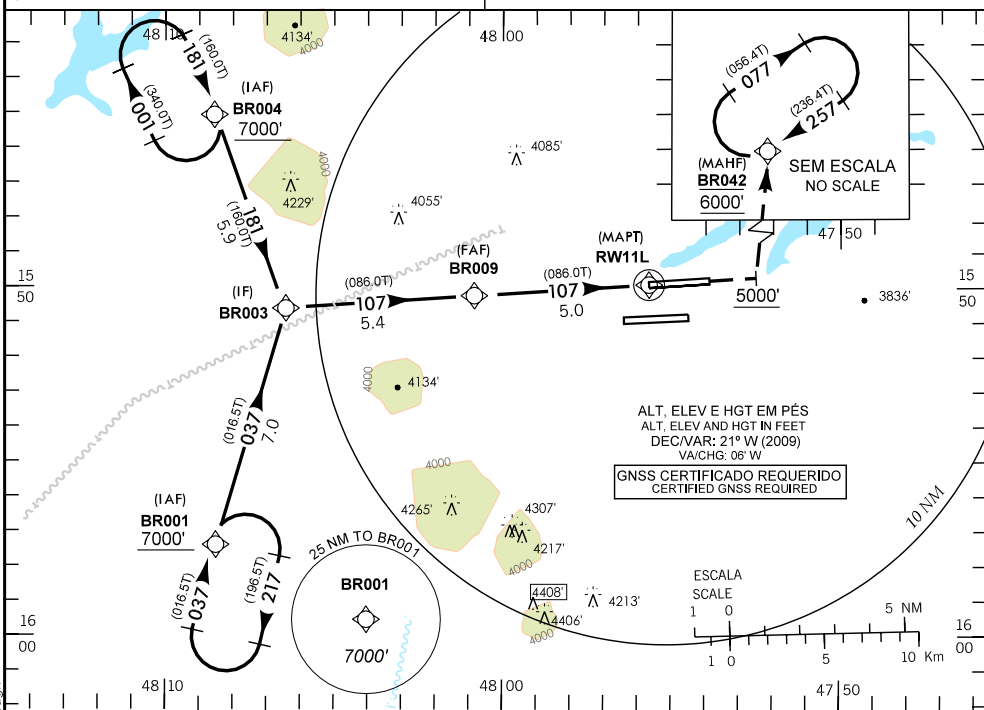 48 10
48 00
4134'
4000
(160.0T)
181
(340.0T)
001
(IAF)
BR004
7000'
4000
4229'
4085'
4055'
(056.4T)
077
(236.4T)
257
(MAHF)
BR042
6000'
SEM ESCALA
NO SCALE
47 50
181
(160.0T)
5.9
(IF)
BR003
(086.0T)
107
5.4
(FAF)
BR009
(086.0T)
107
5.0
(MAPT)
RW11L
5000'
3836'
15
50
15
50
4000
4134'
(016.5T)
037
7.0
ALT, ELEV E HGT EM PÉS
ALT, ELEV AND HGT IN FEET
DEC/VAR: 21º W (2009)
VA/CHG: 06' W
GNSS CERTIFICADO REQUERIDO
CERTIFIED GNSS REQUIRED
4000
4265'
4307'
4217'
4000
10 NM
(IAF)
BR001
7000'
(016.5T)
037
(196.5T)
217
25 NM TO BR001
BR001
7000'
4408'
4406'
4000
4213'
ESCALA
SCALE
1 0 5 NM
1 0 5 10 Km
16
00
16
00
48 10
48 00
47 50